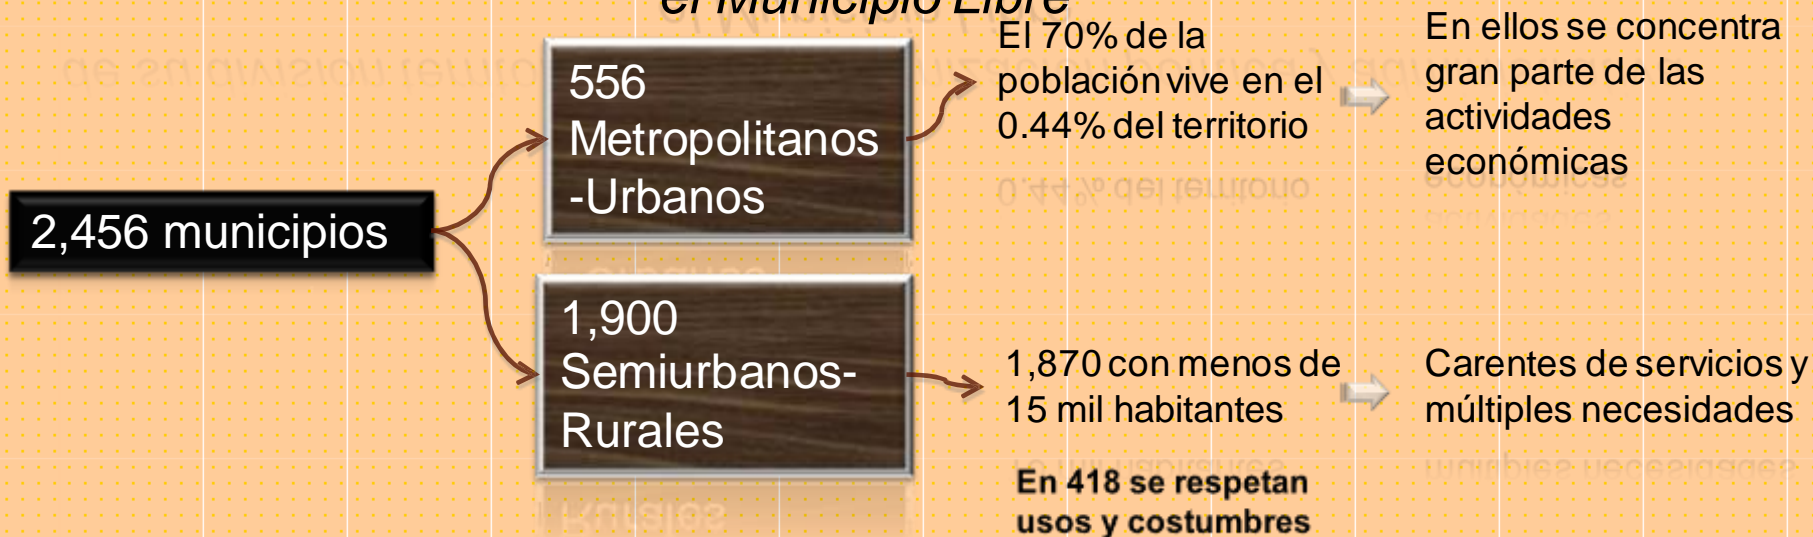 el Municipio Libre
2,456 municipios
556
Metropolitanos
-Urbanos
El 70% de la
población vive en el
0.44% del territorio
En ellos se concentra
gran parte de las
actividades
económicas
1,900
Semiurbanos-
Rurales
1,870 con menos de
15 mil habitantes
Carentes de servicios y
múltiples necesidades
En 418 se respetan
usos y costumbres